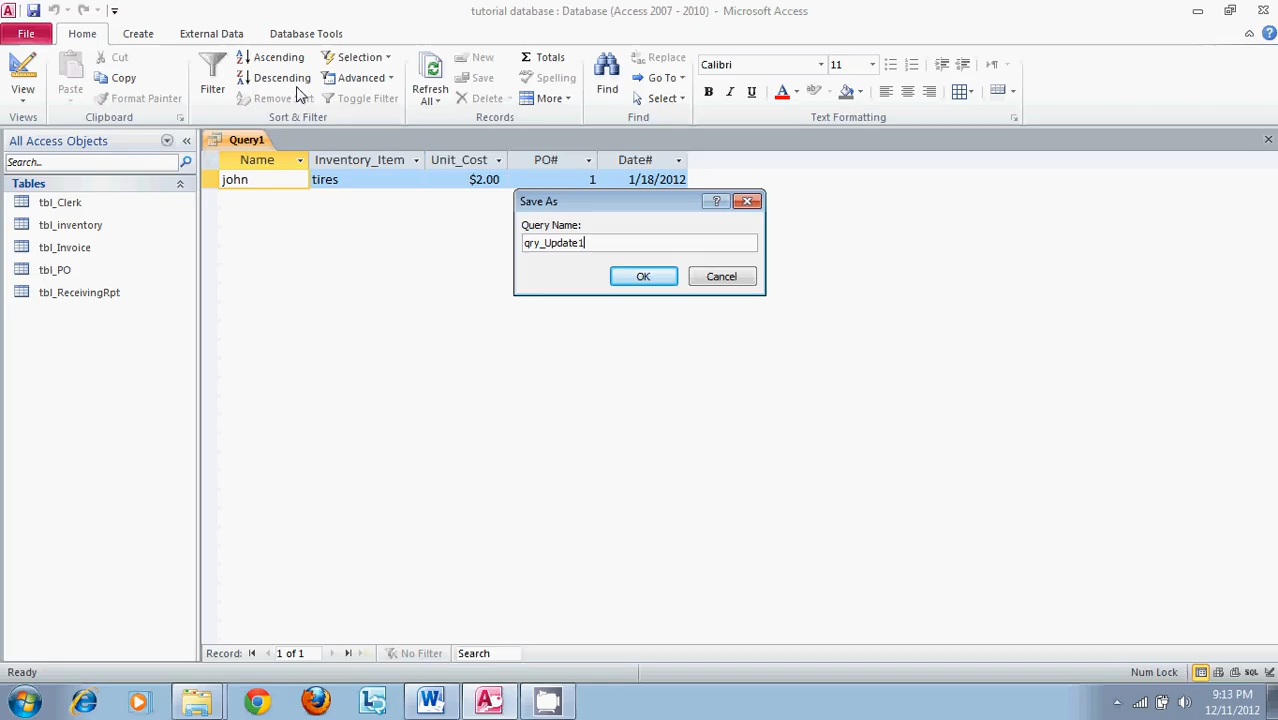 tutorial database : Database (Access 2007 - 2010) - Microsoft Access
File Home Create External Data Database Tools
View
Views
Paste
Cut
Copy
Format Painter
Clipboard
Filter
Ascending
Descending
Remove
Selection
Advanced
Toggle Filter
Sort & Filter
Refresh All
New
Save
Delete
Totals
Spelling
More
Records
Find
Replace
Go To
Select
Find
Calibri 11
B I U
A
Text Formatting
All Access Objects
Search...
Tables
tbl_Clerk
tbl_inventory
tbl_Invoice
tbl_PO
tbl_ReceivingRpt
Query1
Name Inventory_Item Unit_Cost PO# Date#
john tires $2.00 1 1/18/2012
Save As
Query Name:
qry_Update1
OK Cancel
Record: 1 of 1 No Filter Search
Ready Num Lock SQL
9:13 PM
12/11/2012